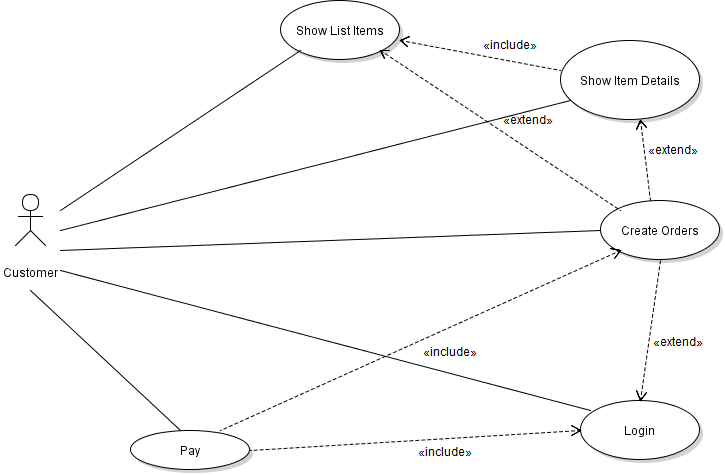 Show List Items
«include»
Show Item Details
«extend»
«extend»
Create Orders
Customer
«extend»
«include»
Login
Pay
«include»